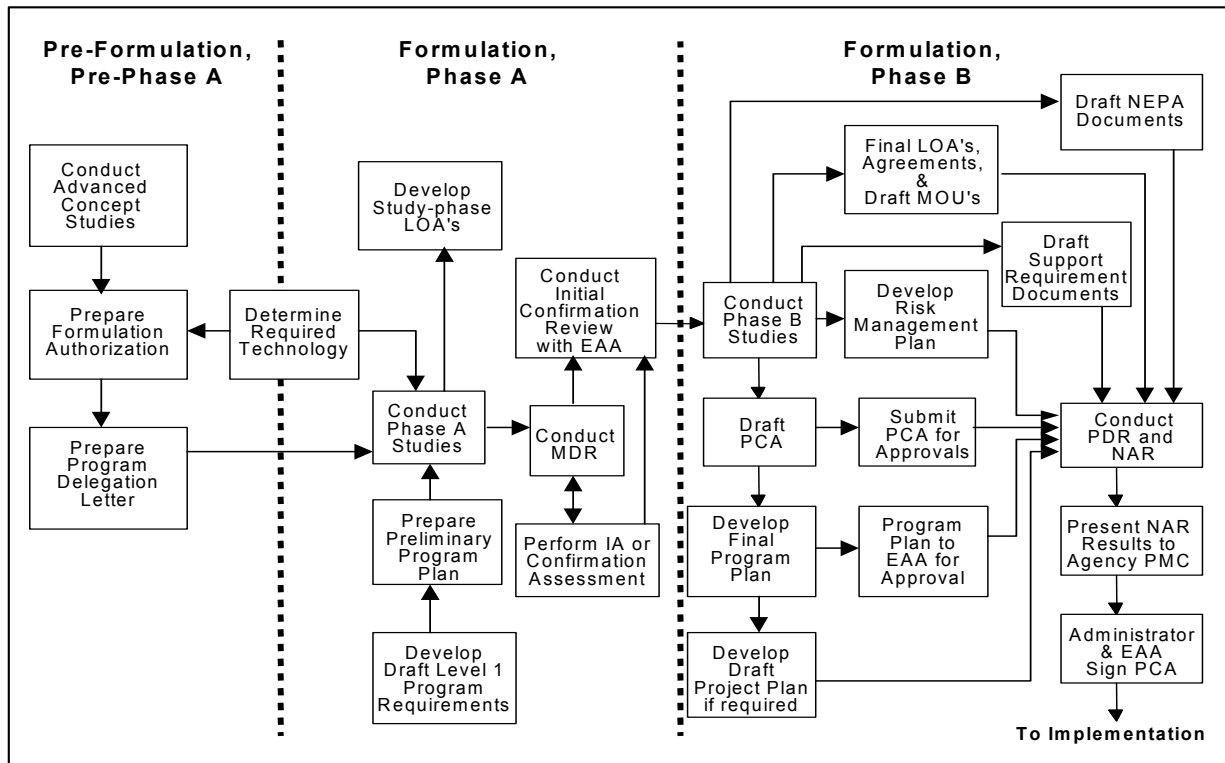 Pre-Formulation,
Pre-Phase A
Formulation,
Phase A
Formulation,
Phase B
Conduct
Advanced
Concept
Studies
Prepare
Formulation
Authorization
Prepare
Program
Delegation
Letter
Determine
Required
Technology
Develop
Study-phase
LOA's
Conduct
Phase A
Studies
Prepare
Preliminary
Program
Plan
Develop
Draft Level 1
Program
Requirements
Conduct
Initial
Confirmation
Review
with EAA
Conduct
MDR
Perform IA or
Confirmation
Assessment
Conduct
Phase B
Studies
Draft
PCA
Develop
Final
Program
Plan
Develop
Draft
Project Plan
if required
Draft NEPA
Documents
Final LOA's,
Agreements,
&
Draft MOU's
Draft
Support
Requirement
Documents
Develop
Risk
Management
Plan
Submit
PCA for
Approvals
Program
Plan to
EAA for
Approval
Conduct
PDR and
NAR
Present NAR
Results to
Agency PMC
Administrator
& EAA
Sign PCA
To Implementation